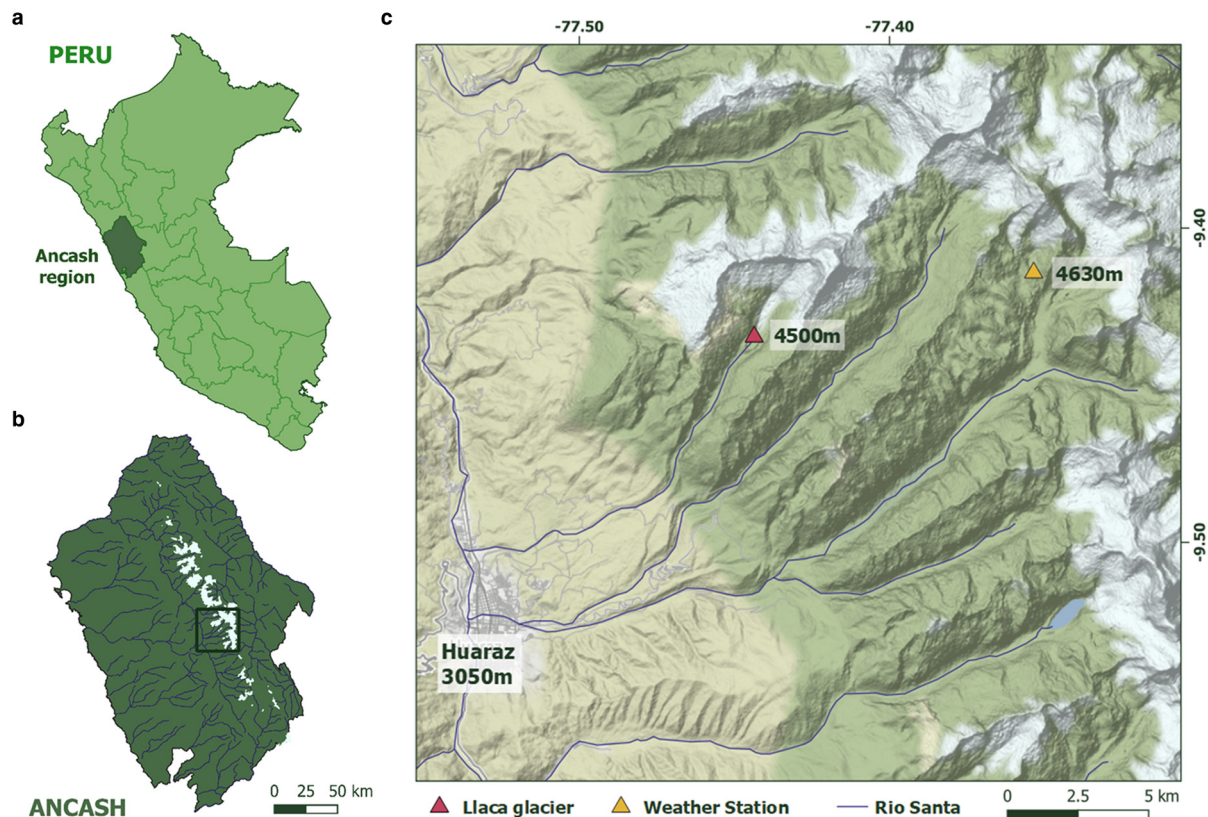 a
PERU
Ancash
region
b
0 25 50 km
ANCASH
c
-77.50 -77.40
-9.40
4630m
4500m
-9.50
Huaraz
3050m
Llaca glacier Weather Station Rio Santa
0 2.5 5 km